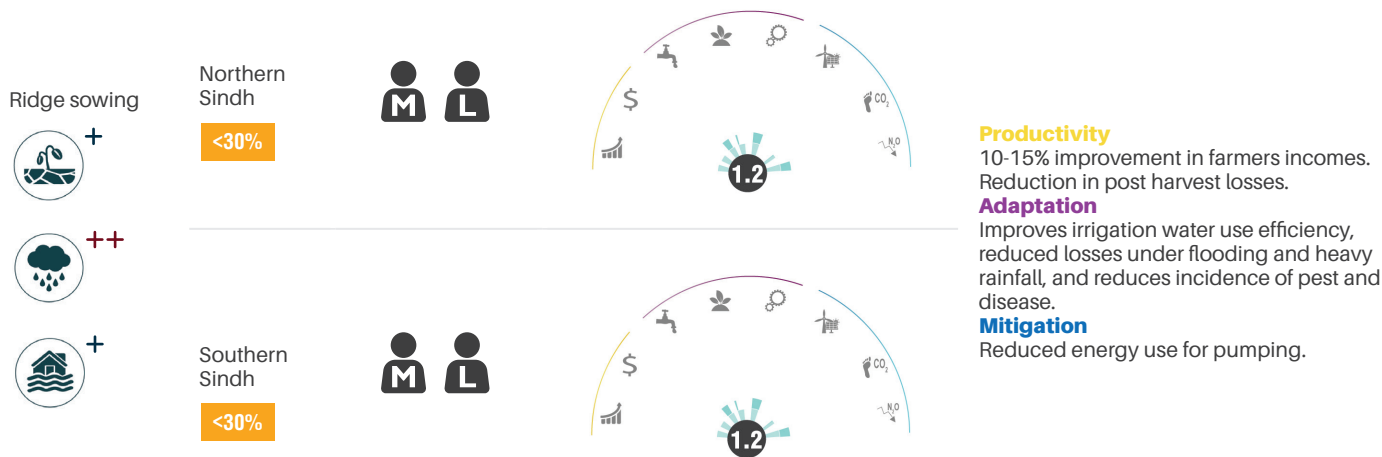 Ridge sowing
+
++
+
Northern
Sindh
<30%
M L
$
CO₂
N₂O
1.2
Southern
Sindh
<30%
M L
$
CO₂
N₂O
1.2
Productivity
10-15% improvement in farmers incomes.
Reduction in post harvest losses.
Adaptation
Improves irrigation water use efficiency,
reduced losses under flooding and heavy
rainfall, and reduces incidence of pest and
disease.
Mitigation
Reduced energy use for pumping.